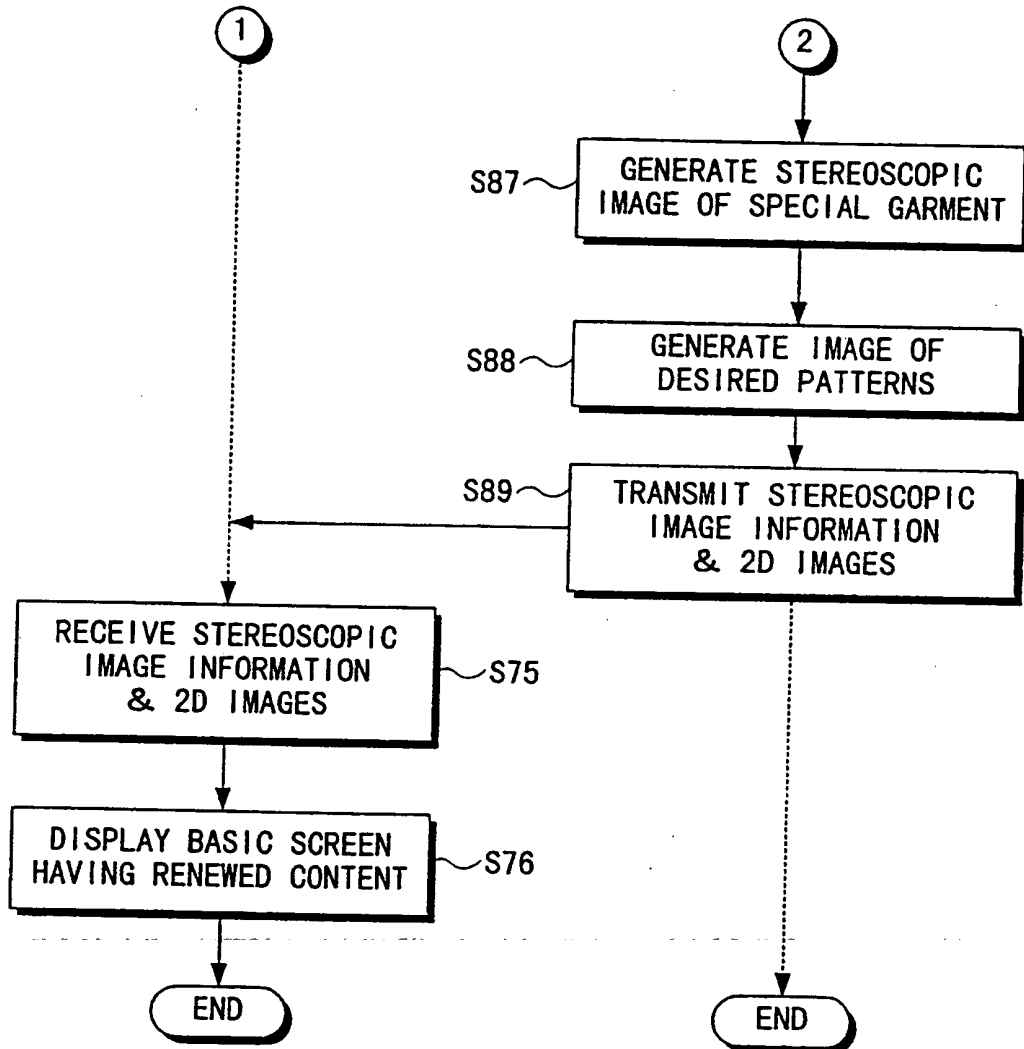 1
2
S87
GENERATE STEREOSCOPIC
IMAGE OF SPECIAL GARMENT
S88
GENERATE IMAGE OF
DESIRED PATTERNS
S89
TRANSMIT STEREOSCOPIC
IMAGE INFORMATION
& 2D IMAGES
RECEIVE STEREOSCOPIC
IMAGE INFORMATION
& 2D IMAGES
S75
DISPLAY BASIC SCREEN
HAVING RENEWED CONTENT
S76
END
END